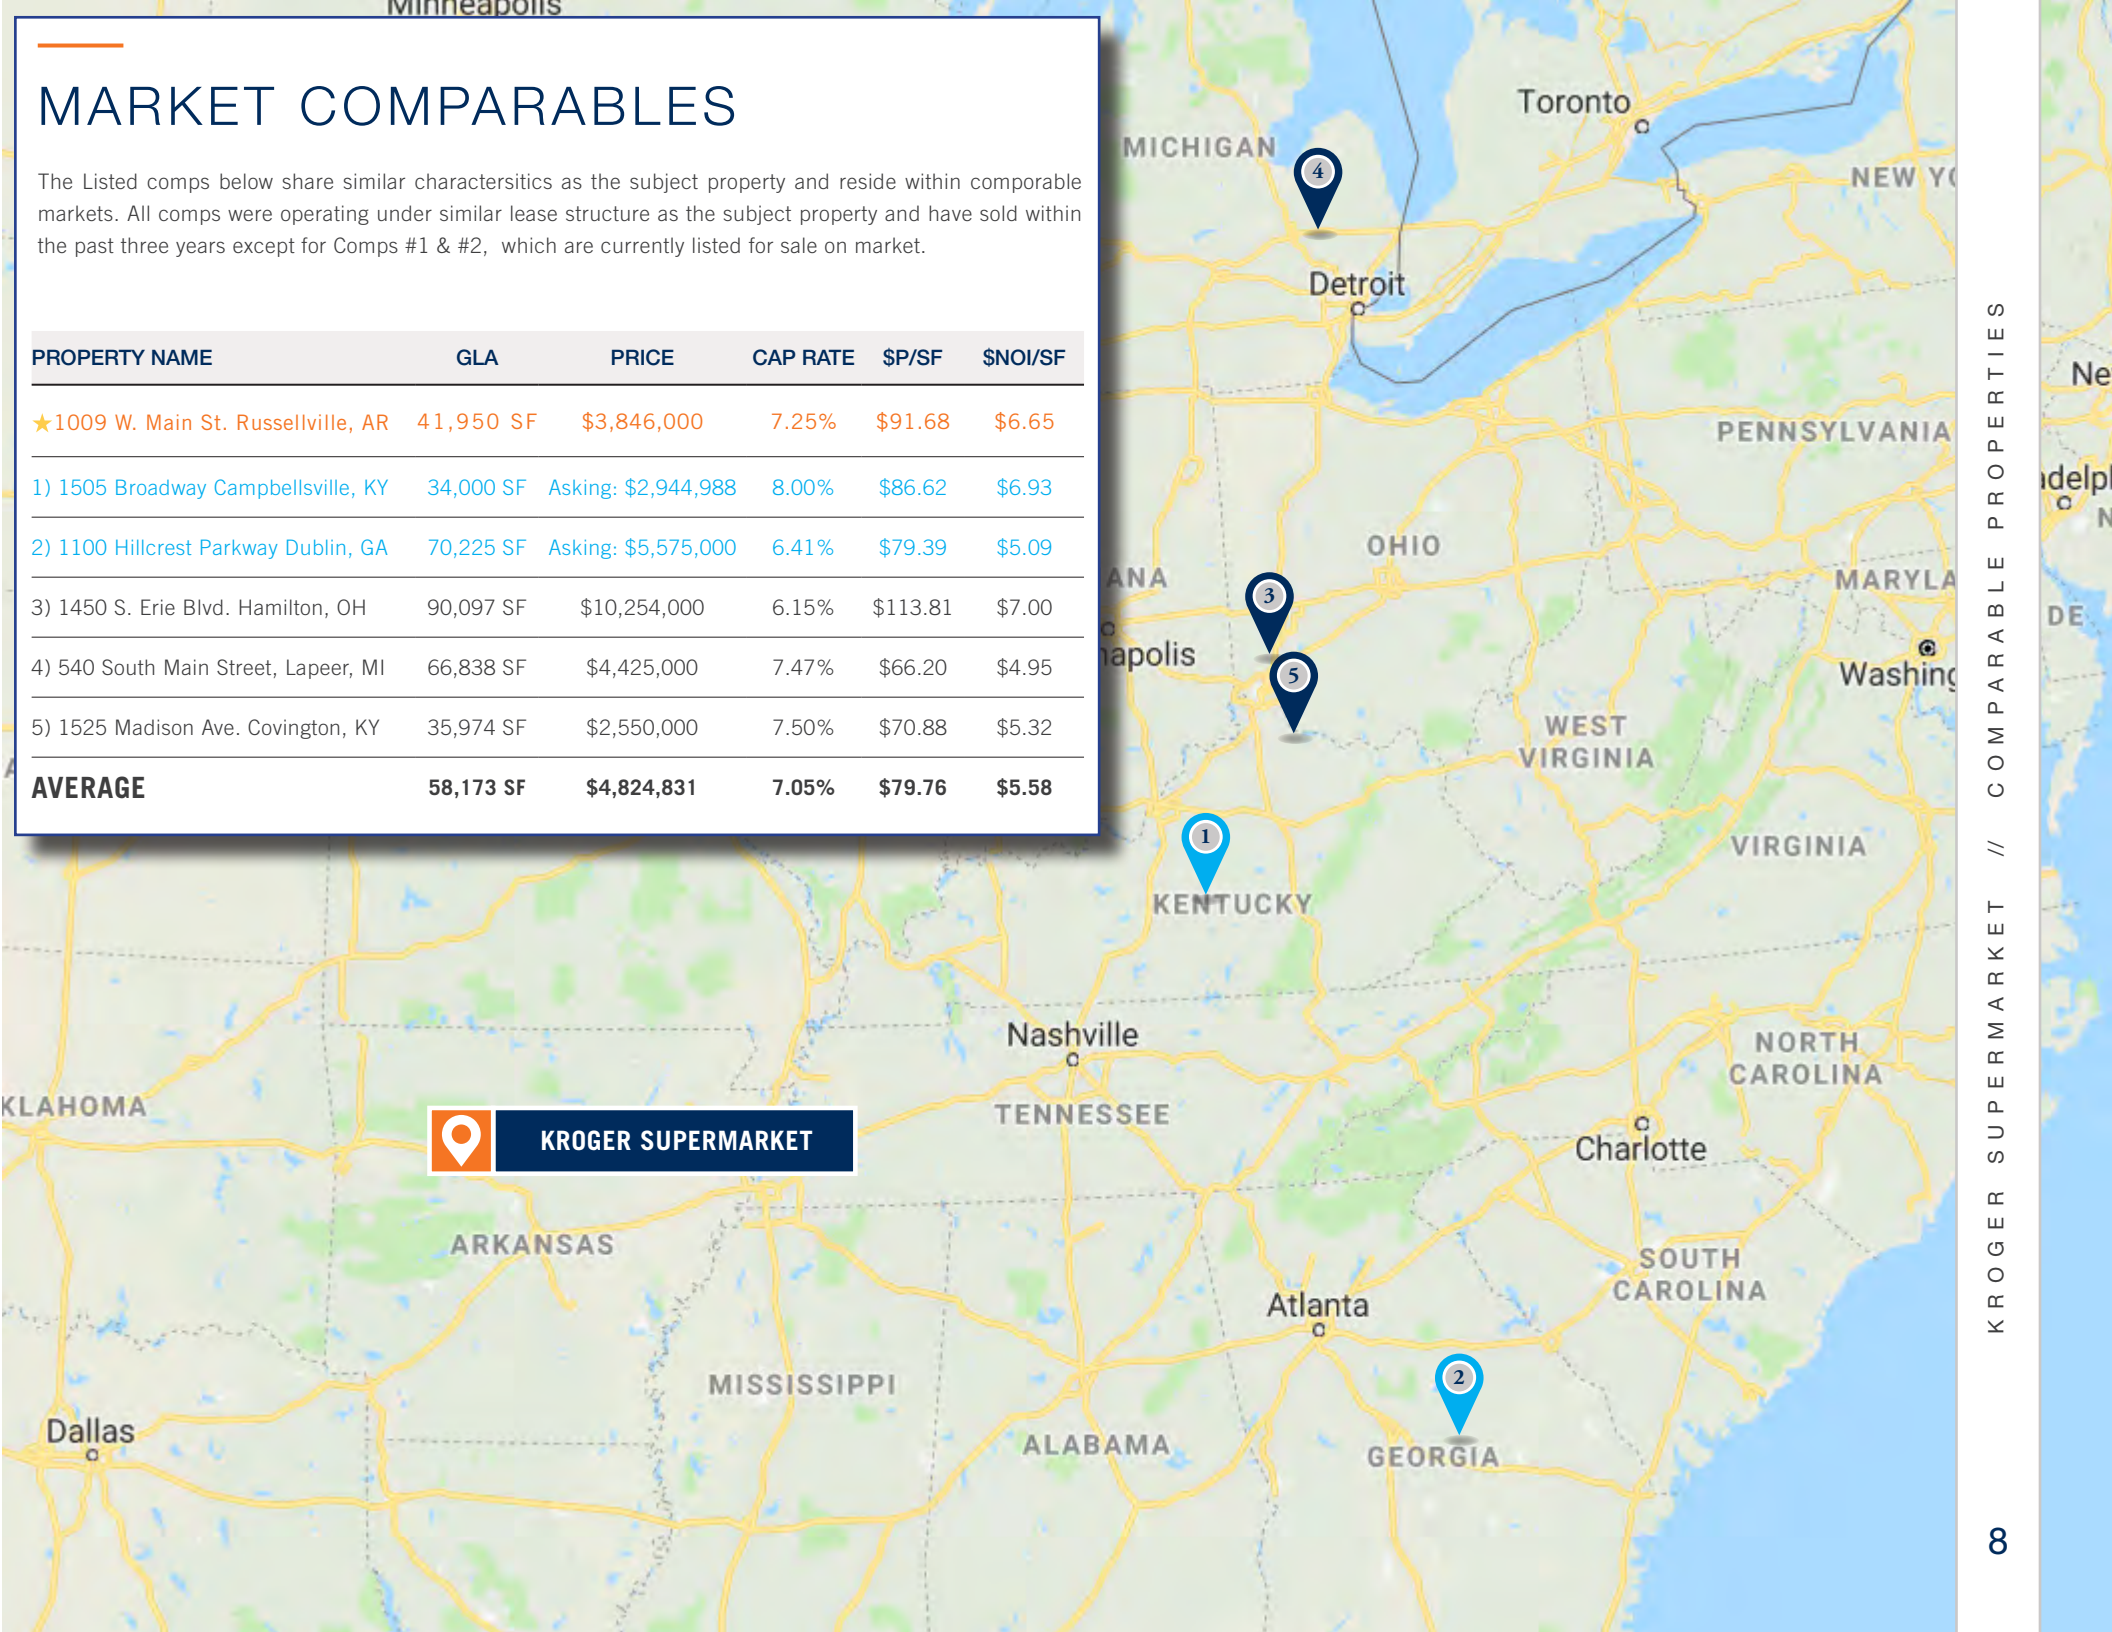 Minneapolis
MARKET COMPARABLES
The Listed comps below share similar charactersitics as the subject property and reside within comporable
markets. All comps were operating under similar lease structure as the subject property and have sold within
the past three years except for Comps #1 & #2, which are currently listed for sale on market.
PROPERTY NAME GLA PRICE CAP RATE $P/SF $NOI/SF
★1009 W. Main St. Russellville, AR 41,950 SF $3,846,000 7.25% $91.68 $6.65
1) 1505 Broadway Campbellsville, KY 34,000 SF Asking: $2,944,988 8.00% $86.62 $6.93
2) 1100 Hillcrest Parkway Dublin, GA 70,225 SF Asking: $5,575,000 6.41% $79.39 $5.09
3) 1450 S. Erie Blvd. Hamilton, OH 90,097 SF $10,254,000 6.15% $113.81 $7.00
4) 540 South Main Street, Lapeer, MI 66,838 SF $4,425,000 7.47% $66.20 $4.95
5) 1525 Madison Ave. Covington, KY 35,974 SF $2,550,000 7.50% $70.88 $5.32
AVERAGE 58,173 SF $4,824,831 7.05% $79.76 $5.58
Toronto
MICHIGAN
4
NEW YO
Detroit
Ne
PENNSYLVANIA
adelpl
N
OHIO
ANA
MARYLA
3
DE
napolis
Washing
5
WEST
VIRGINIA
1
VIRGINIA
KENTUCKY
Nashville
NORTH
CAROLINA
KLAHOMA
TENNESSEE
KROGER SUPERMARKET
Charlotte
ARKANSAS
SOUTH
CAROLINA
Atlanta
2
MISSISSIPPI
Dallas
ALABAMA
GEORGIA
KROGER SUPERMARKET // COMPARABLE PROPERTIES
8